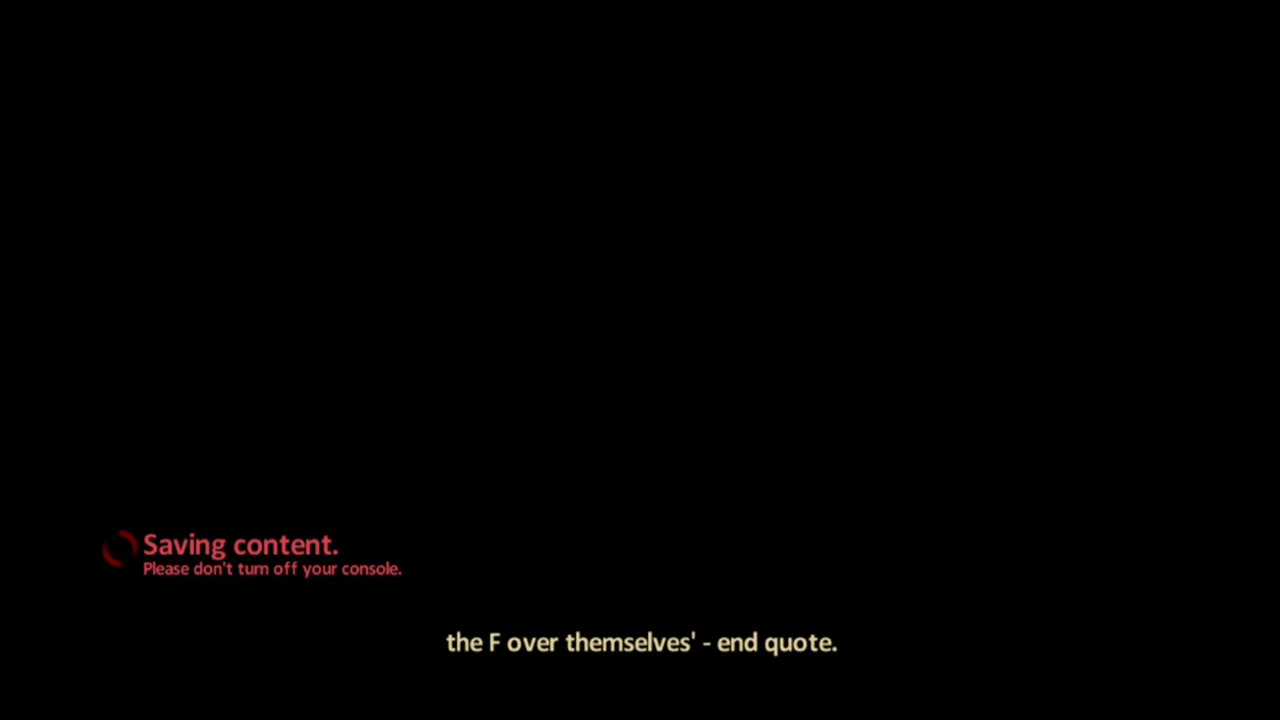 Saving content.
Please don't turn off your console.
the F over themselves' - end quote.